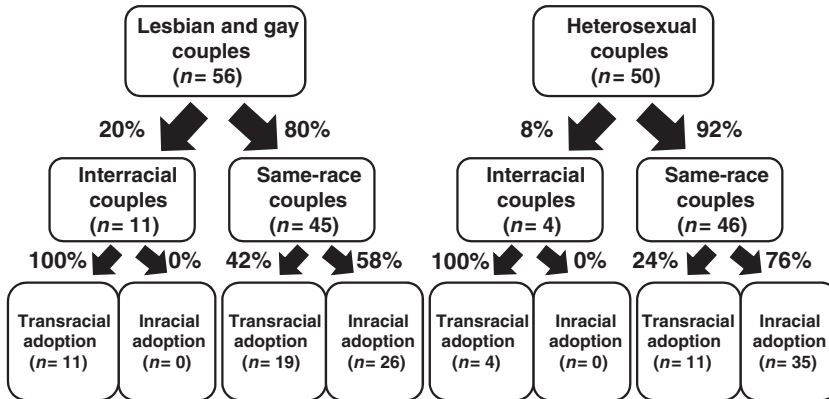 Lesbian and gay
couples
(n= 56)
Heterosexual
couples
(n= 50)
20%
80%
8%
92%
Interracial
couples
(n= 11)
Same-race
couples
(n= 45)
Interracial
couples
(n= 4)
Same-race
couples
(n= 46)
100%
0%
42%
58%
100%
0%
24%
76%
Transracial
adoption
(n= 11)
Inracial
adoption
(n= 0)
Transracial
adoption
(n= 19)
Inracial
adoption
(n= 26)
Transracial
adoption
(n= 4)
Inracial
adoption
(n= 0)
Transracial
adoption
(n= 11)
Inracial
adoption
(n= 35)